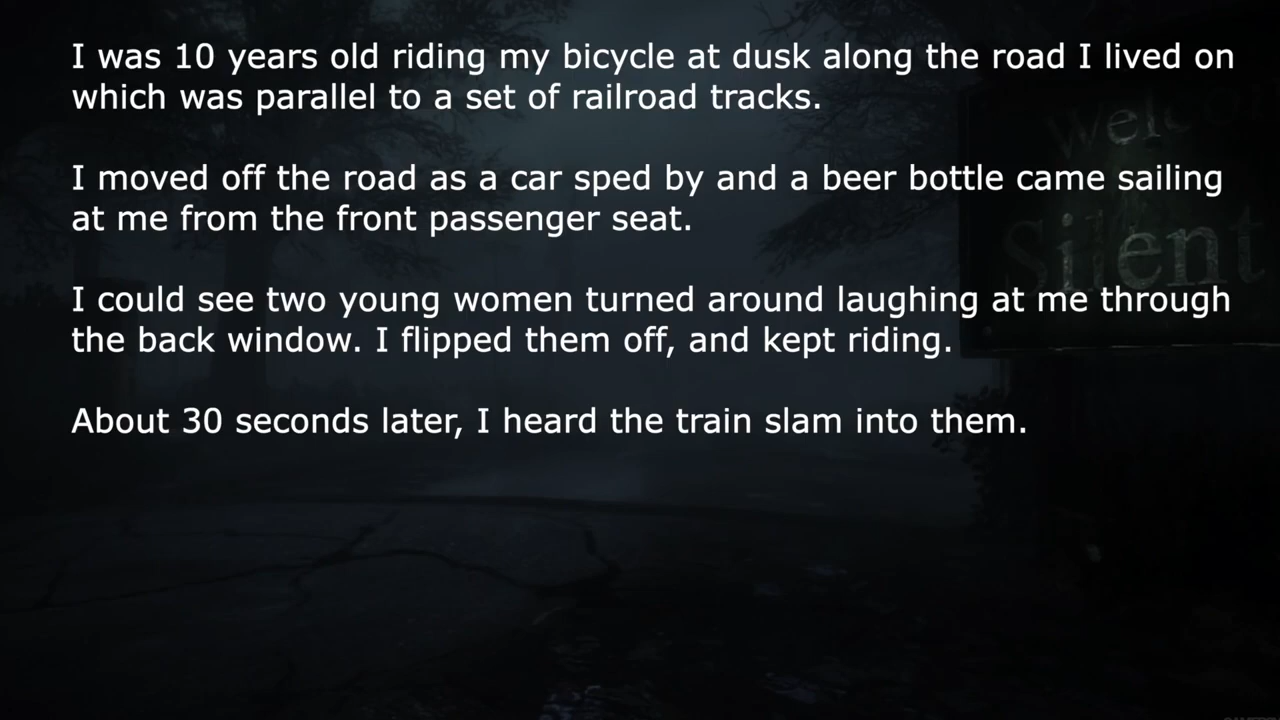 I was 10 years old riding my bicycle at dusk along the road I lived on
which was parallel to a set of railroad tracks.
I moved off the road as a car sped by and a beer bottle came sailing
at me from the front passenger seat.
I could see two young women turned around laughing at me through
the back window. I flipped them off, and kept riding.
About 30 seconds later, I heard the train slam into them.
Silent